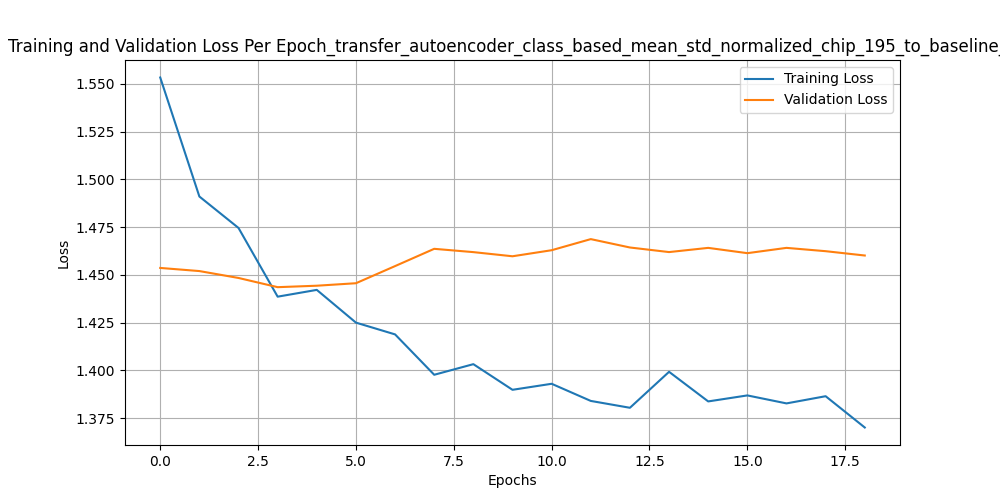 Training and Validation Loss Per Epoch_transfer_autoencoder_class_based_mean_std_normalized_chip_195_to_baseline_
Training Loss
Validation Loss
1.550
1.525
1.500
1.475
1.450
1.425
1.400
1.375
Loss
0.0 2.5 5.0 7.5 10.0 12.5 15.0 17.5
Epochs